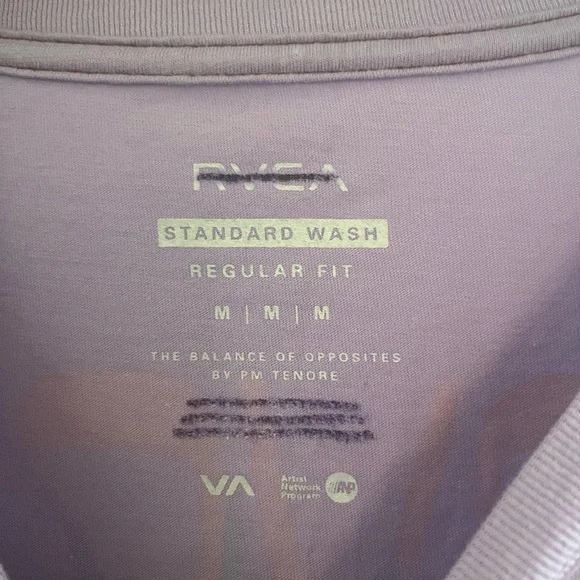 RVCA
STANDARD WASH
REGULAR FIT
M | M | M
THE BALANCE OF OPPOSITES
BY PM TENORE
VA
Artist
Network
Program
ANP